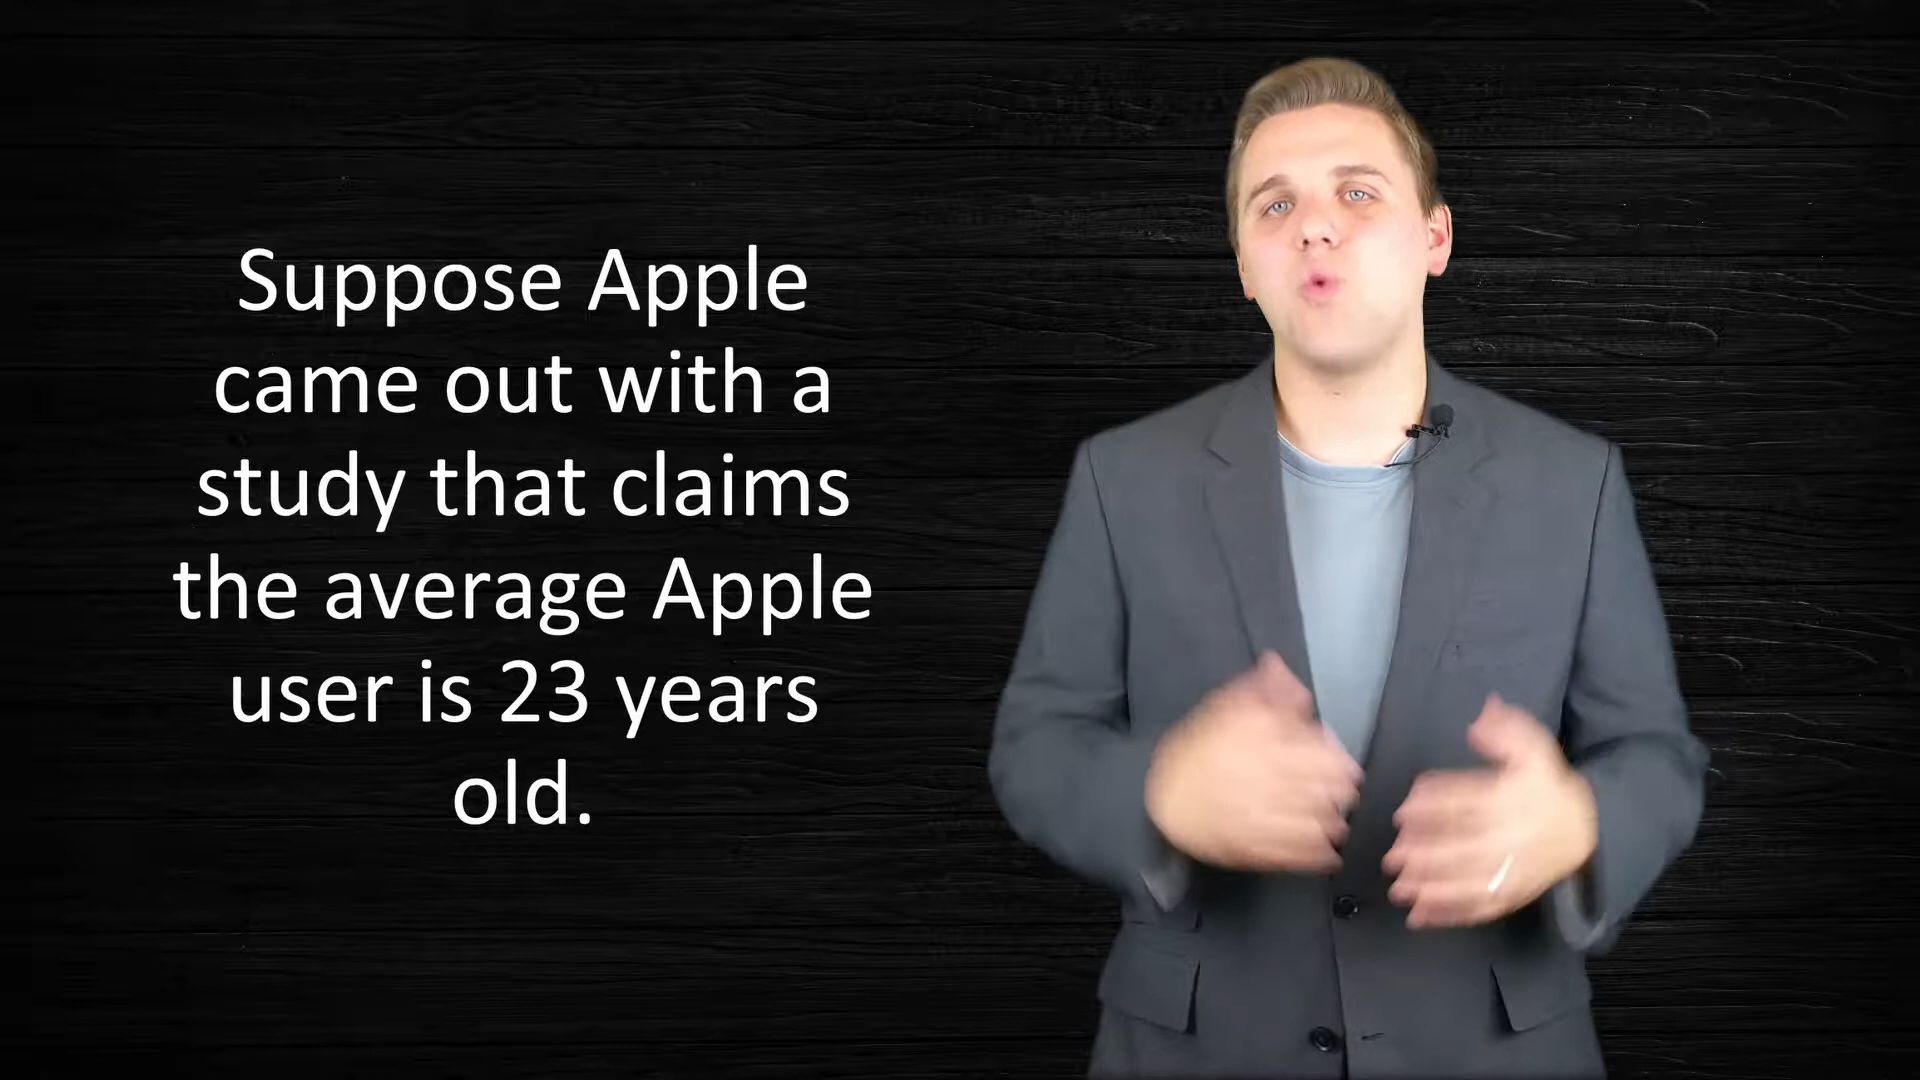 Suppose Apple
came out with a
study that claims
the average Apple
user is 23 years
old.